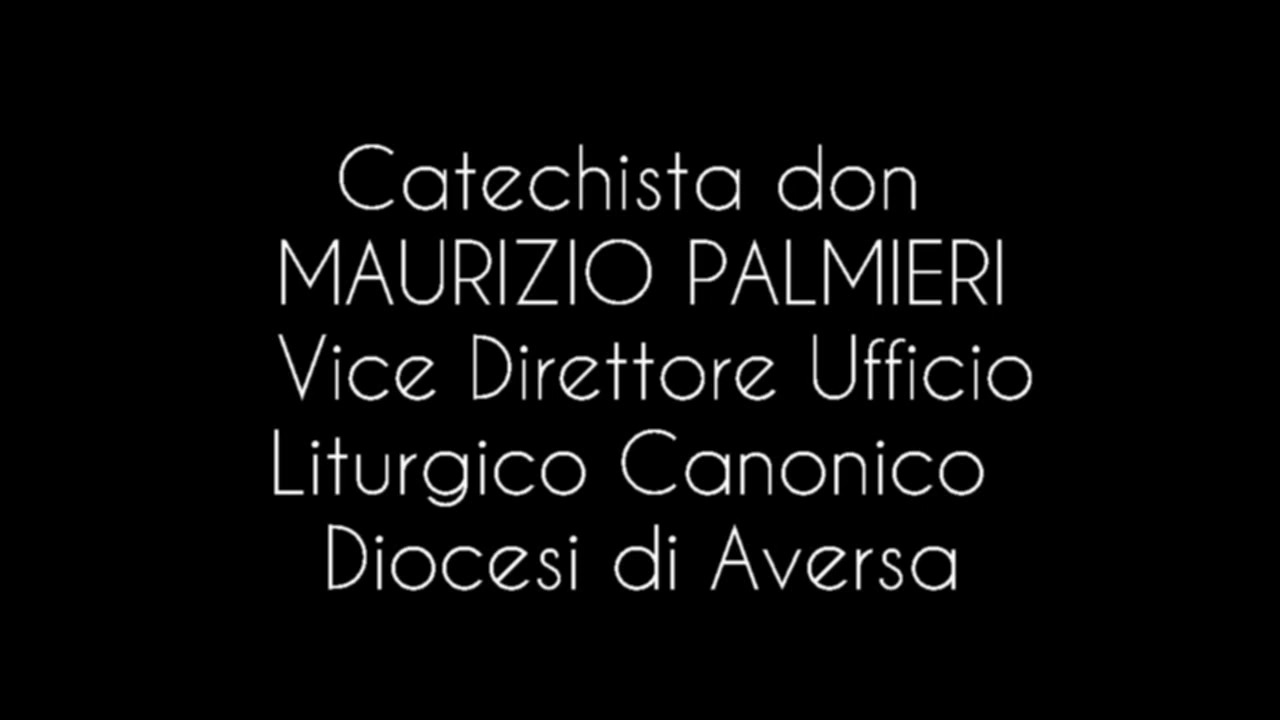 Catechista don
MAURIZIO PALMIERI
Vice Direttore Ufficio
Liturgico Canonico
Diocesi di Aversa